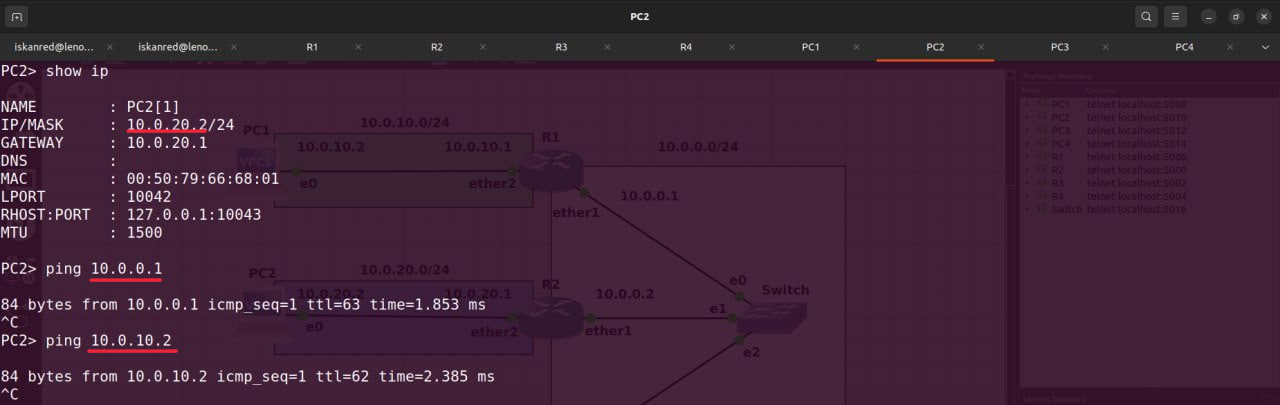 PC2
iskanred@leno... × iskanred@leno... × R1 × R2 × R3 × R4 × PC1 × PC2 × PC3 × PC4 ×
PC2> show ip
NAME : PC2[1]
IP/MASK : 10.0.20.2/24
GATEWAY : 10.0.20.1
DNS :
MAC : 00:50:79:66:68:01
LPORT : 10042
RHOST:PORT : 127.0.0.1:10043
MTU : 1500
PC2> ping 10.0.0.1
84 bytes from 10.0.0.1 icmp_seq=1 ttl=63 time=1.853 ms
^C
PC2> ping 10.0.10.2
84 bytes from 10.0.10.2 icmp_seq=1 ttl=62 time=2.385 ms
^C
10.0.10.0/24
PC1
R1
10.0.0.0/24
10.0.10.2
10.0.10.1
VPCS
e0
ether2
10.0.0.1
ether1
10.0.20.0/24
PC2
R2
10.0.20.2
10.0.20.1
10.0.0.2
e0
ether2
ether1
e0
Switch
e1
e2
Topology Summary
Node Console
PC1 telnet localhost:5008
PC2 telnet localhost:5010
PC3 telnet localhost:5012
PC4 telnet localhost:5014
R1 telnet localhost:5006
R2 telnet localhost:5000
R3 telnet localhost:5002
R4 telnet localhost:5004
Switch telnet localhost:5016
Servers Summary